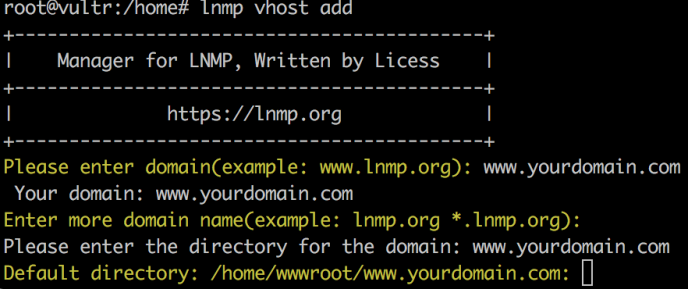 root@vultr:/home# lnmp vhost add
+-------------------------------------------+
|    Manager for LNMP, Written by Licess    |
+-------------------------------------------+
|              https://lnmp.org             |
+-------------------------------------------+
Please enter domain(example: www.lnmp.org): www.yourdomain.com
 Your domain: www.yourdomain.com
Enter more domain name(example: lnmp.org *.lnmp.org):
Please enter the directory for the domain: www.yourdomain.com
Default directory: /home/wwwroot/www.yourdomain.com: